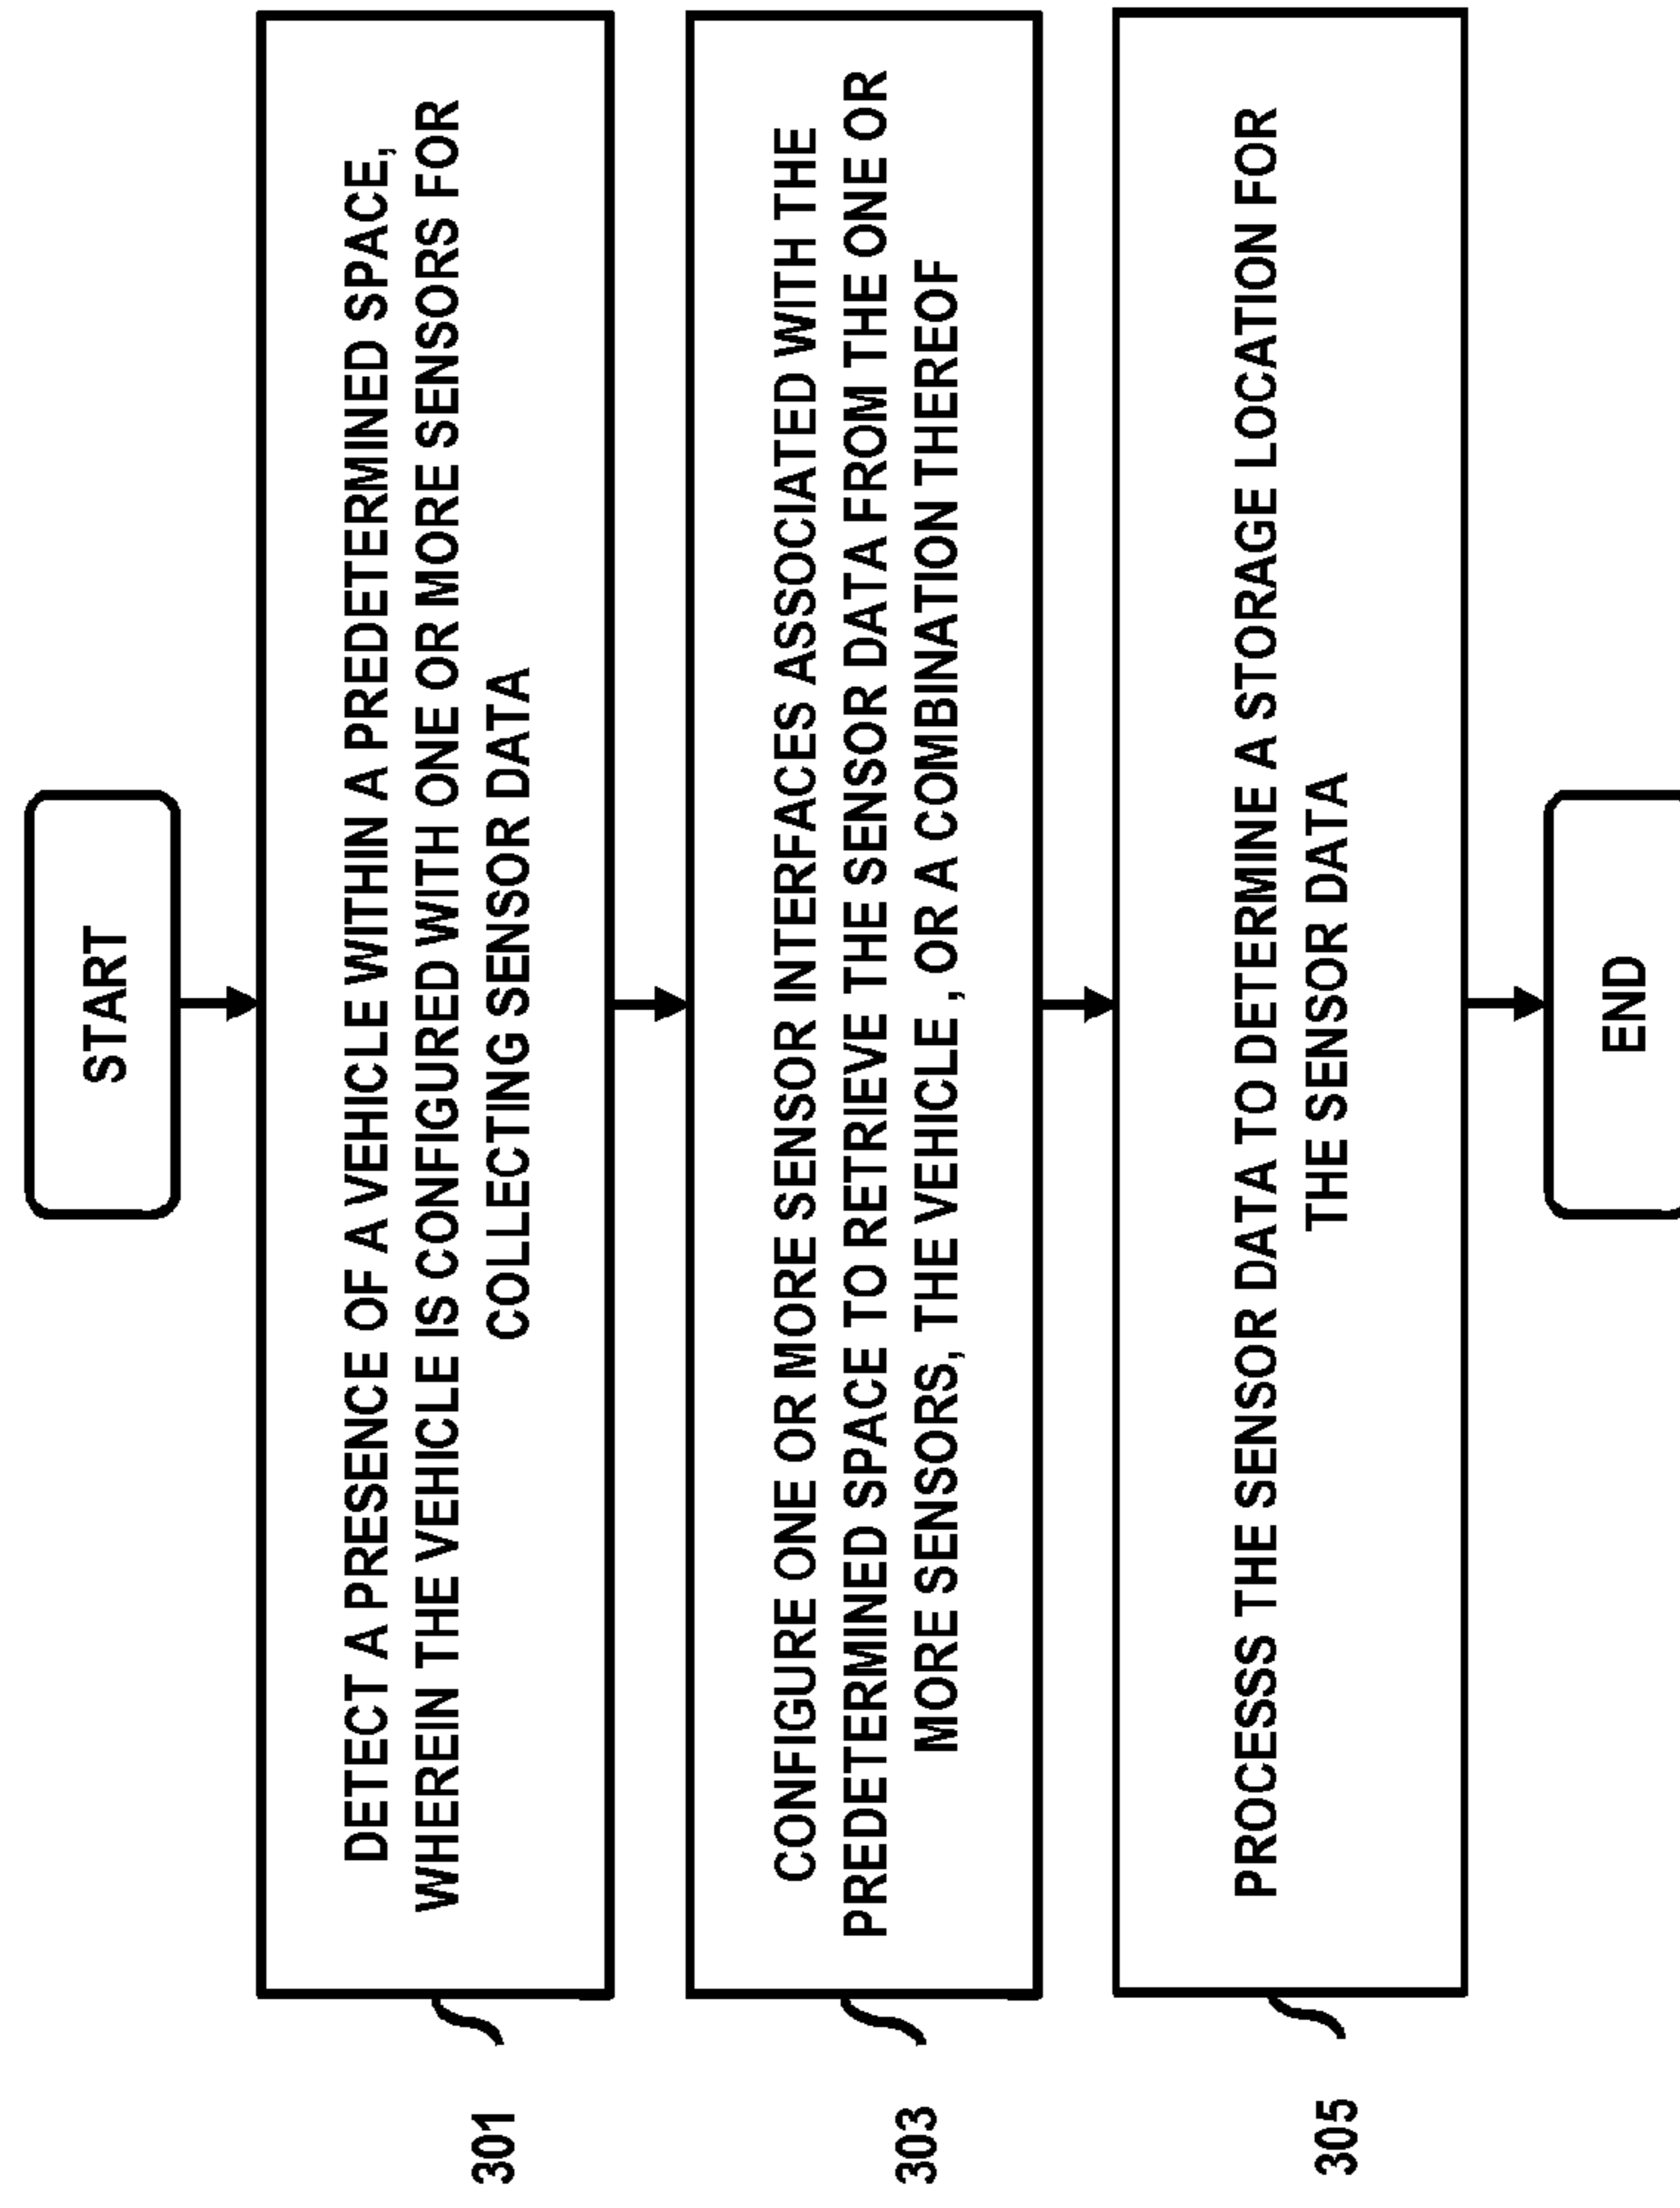 START
DETECT A PRESENCE OF A VEHICLE WITHIN A PREDETERMINED SPACE,
WHEREIN THE VEHICLE IS CONFIGURED WITH ONE OR MORE SENSORS FOR
COLLECTING SENSOR DATA
301
CONFIGURE ONE OR MORE SENSOR INTERFACES ASSOCIATED WITH THE
PREDETERMINED SPACE TO RETRIEVE THE SENSOR DATA FROM THE ONE OR
MORE SENSORS, THE VEHICLE , OR A COMBINATION THEREOF
303
PROCESS THE SENSOR DATA TO DETERMINE A STORAGE LOCATION FOR
THE SENSOR DATA
305
END